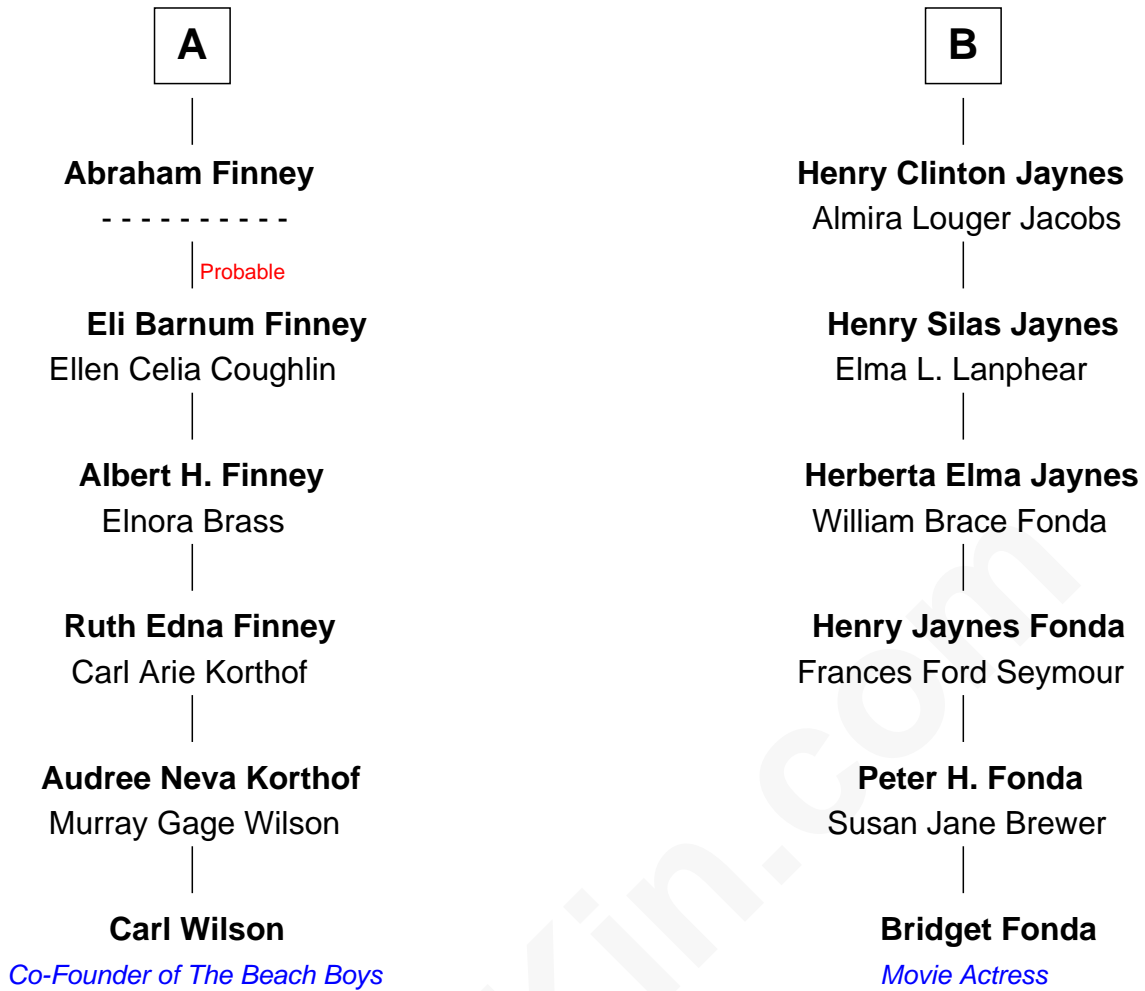 A
Abraham Finney
- - - - - - - - - -
Probable
Eli Barnum Finney
Ellen Celia Coughlin
Albert H. Finney
Elnora Brass
Ruth Edna Finney
Carl Arie Korthof
Audree Neva Korthof
Murray Gage Wilson
Carl Wilson
Co-Founder of The Beach Boys
B
Henry Clinton Jaynes
Almira Louger Jacobs
Henry Silas Jaynes
Elma L. Lanphear
Herberta Elma Jaynes
William Brace Fonda
Henry Jaynes Fonda
Frances Ford Seymour
Peter H. Fonda
Susan Jane Brewer
Bridget Fonda
Movie Actress